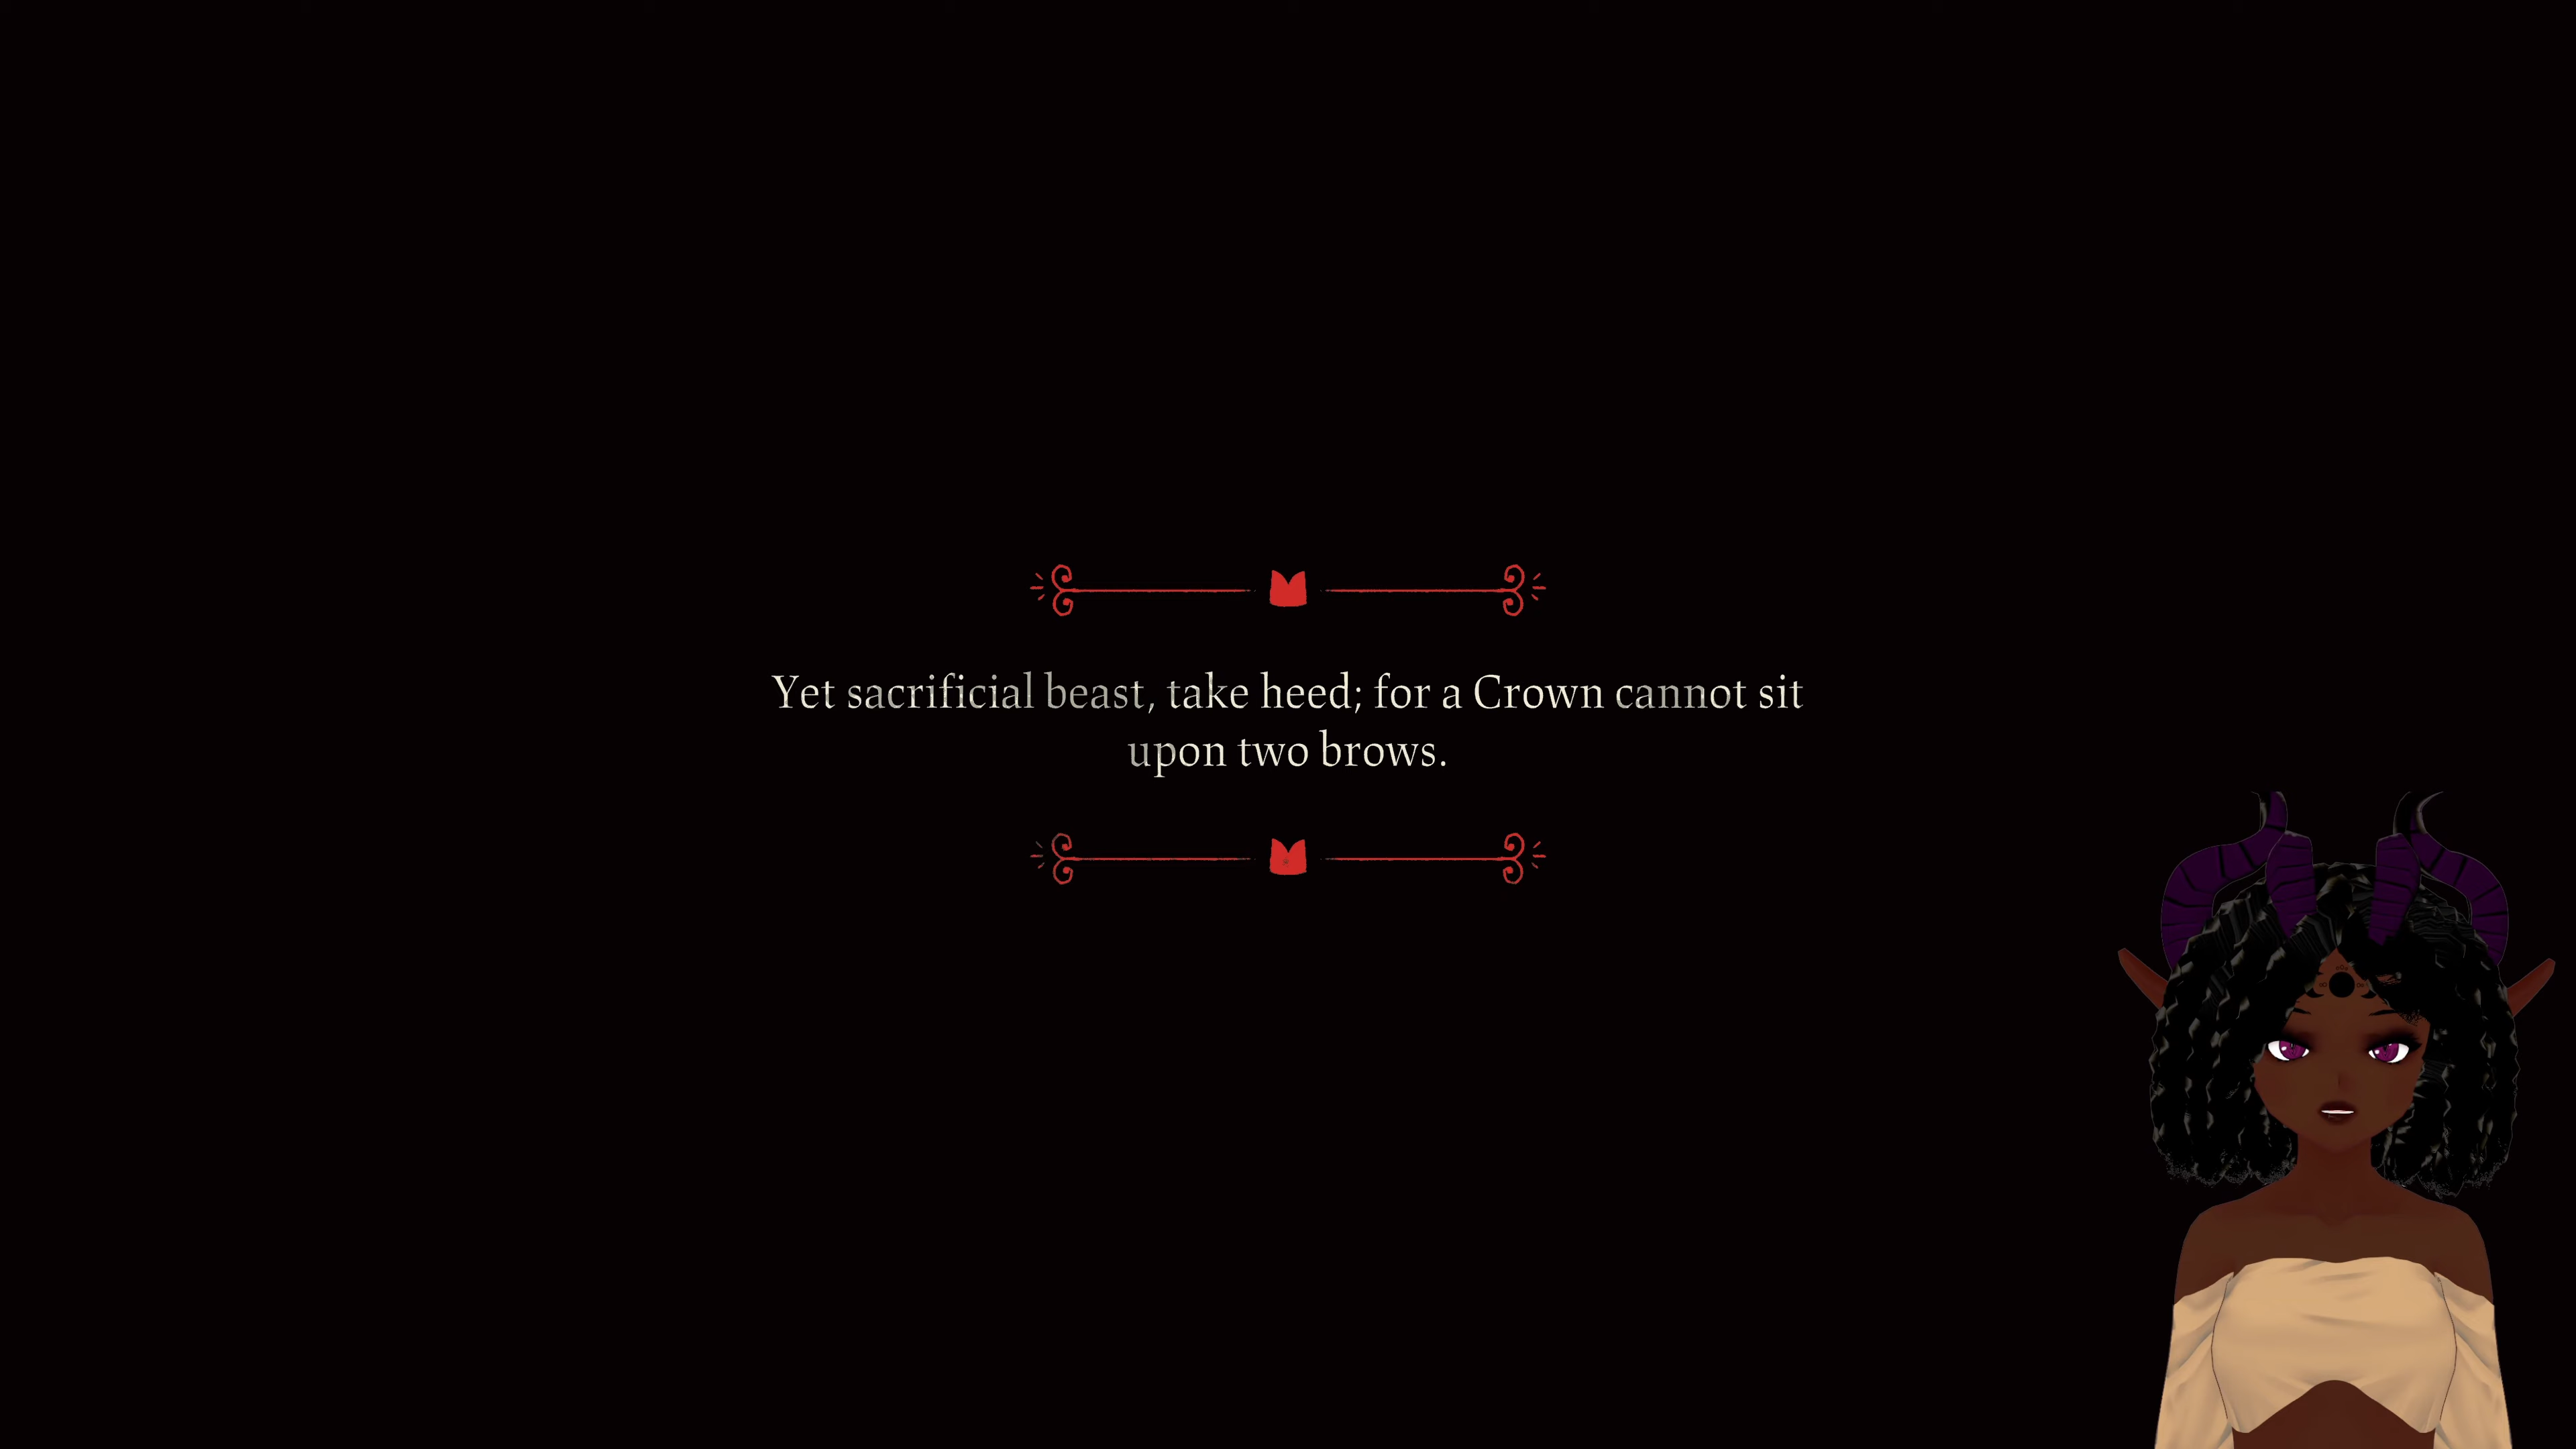 Yet sacrificial beast, take heed; for a Crown cannot sit
upon two brows.